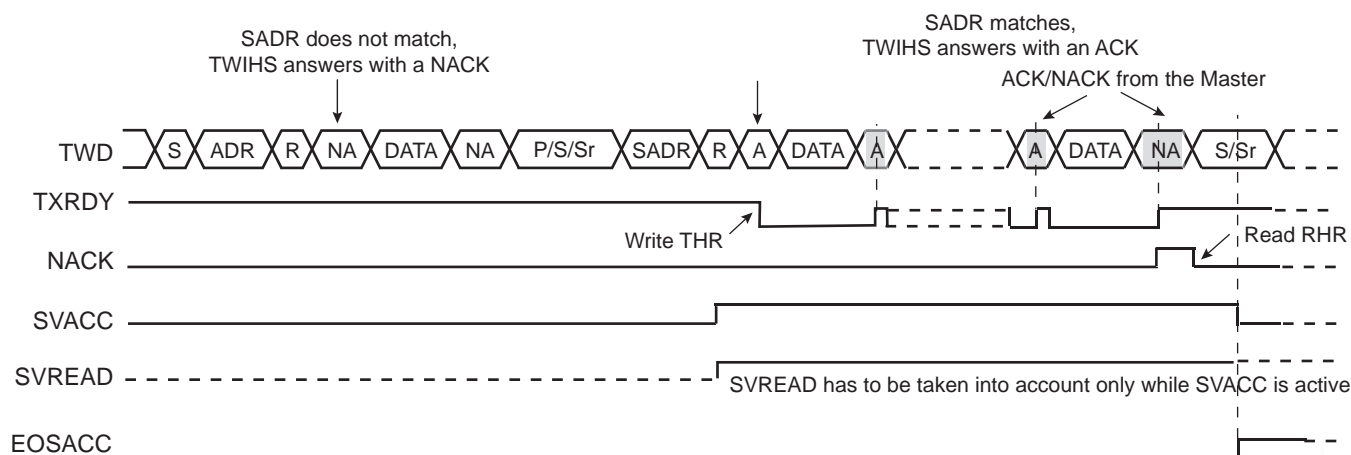 SADR does not match,
TWIHS answers with a NACK
SADR matches,
TWIHS answers with an ACK
ACK/NACK from the Master
TWD S ADR R NA DATA NA P/S/Sr SADR R A DATA A A DATA NA S/Sr
TXRDY
Write THR
Read RHR
NACK
SVACC
SVREAD
SVREAD has to be taken into account only while SVACC is active
EOSACC